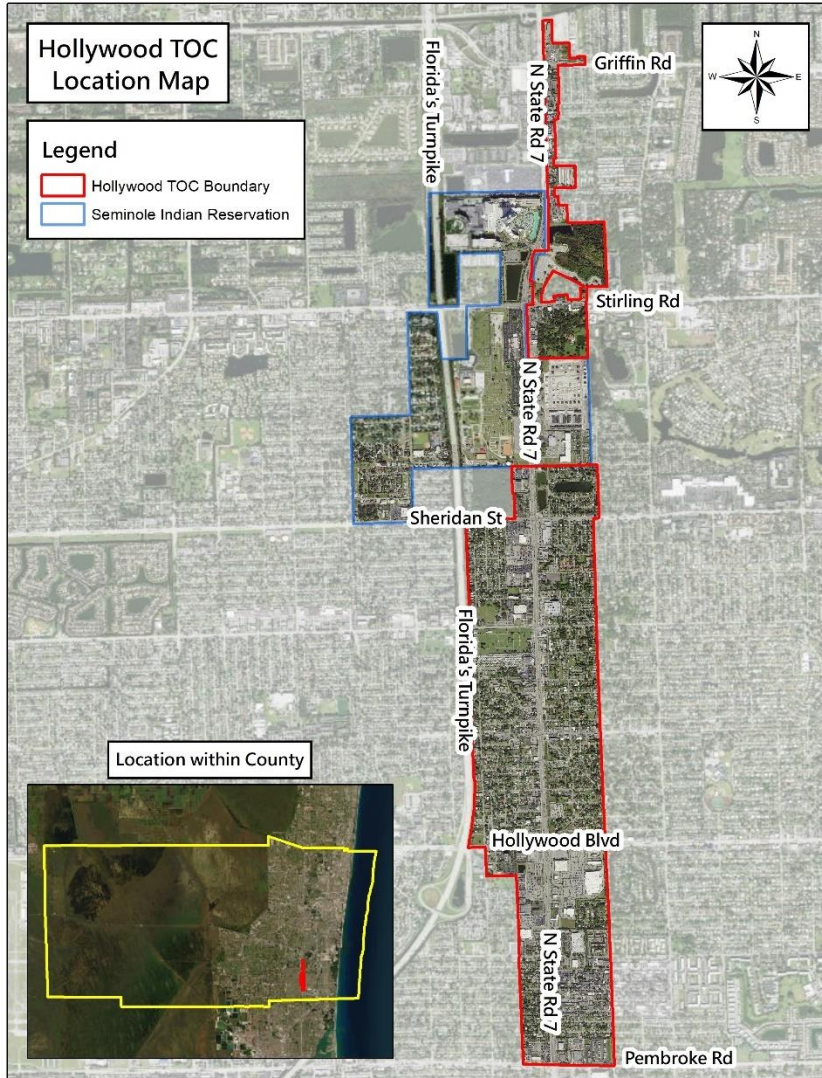 Hollywood TOC
Location Map
Legend
Hollywood TOC Boundary
Seminole Indian Reservation
Florida's Turnpike
N State Rd 7
Griffin Rd
N
W
E
S
Stirling Rd
N State Rd 7
Sheridan St
Florida's Turnpike
Location within County
Hollywood Blvd
N State Rd 7
Pembroke Rd